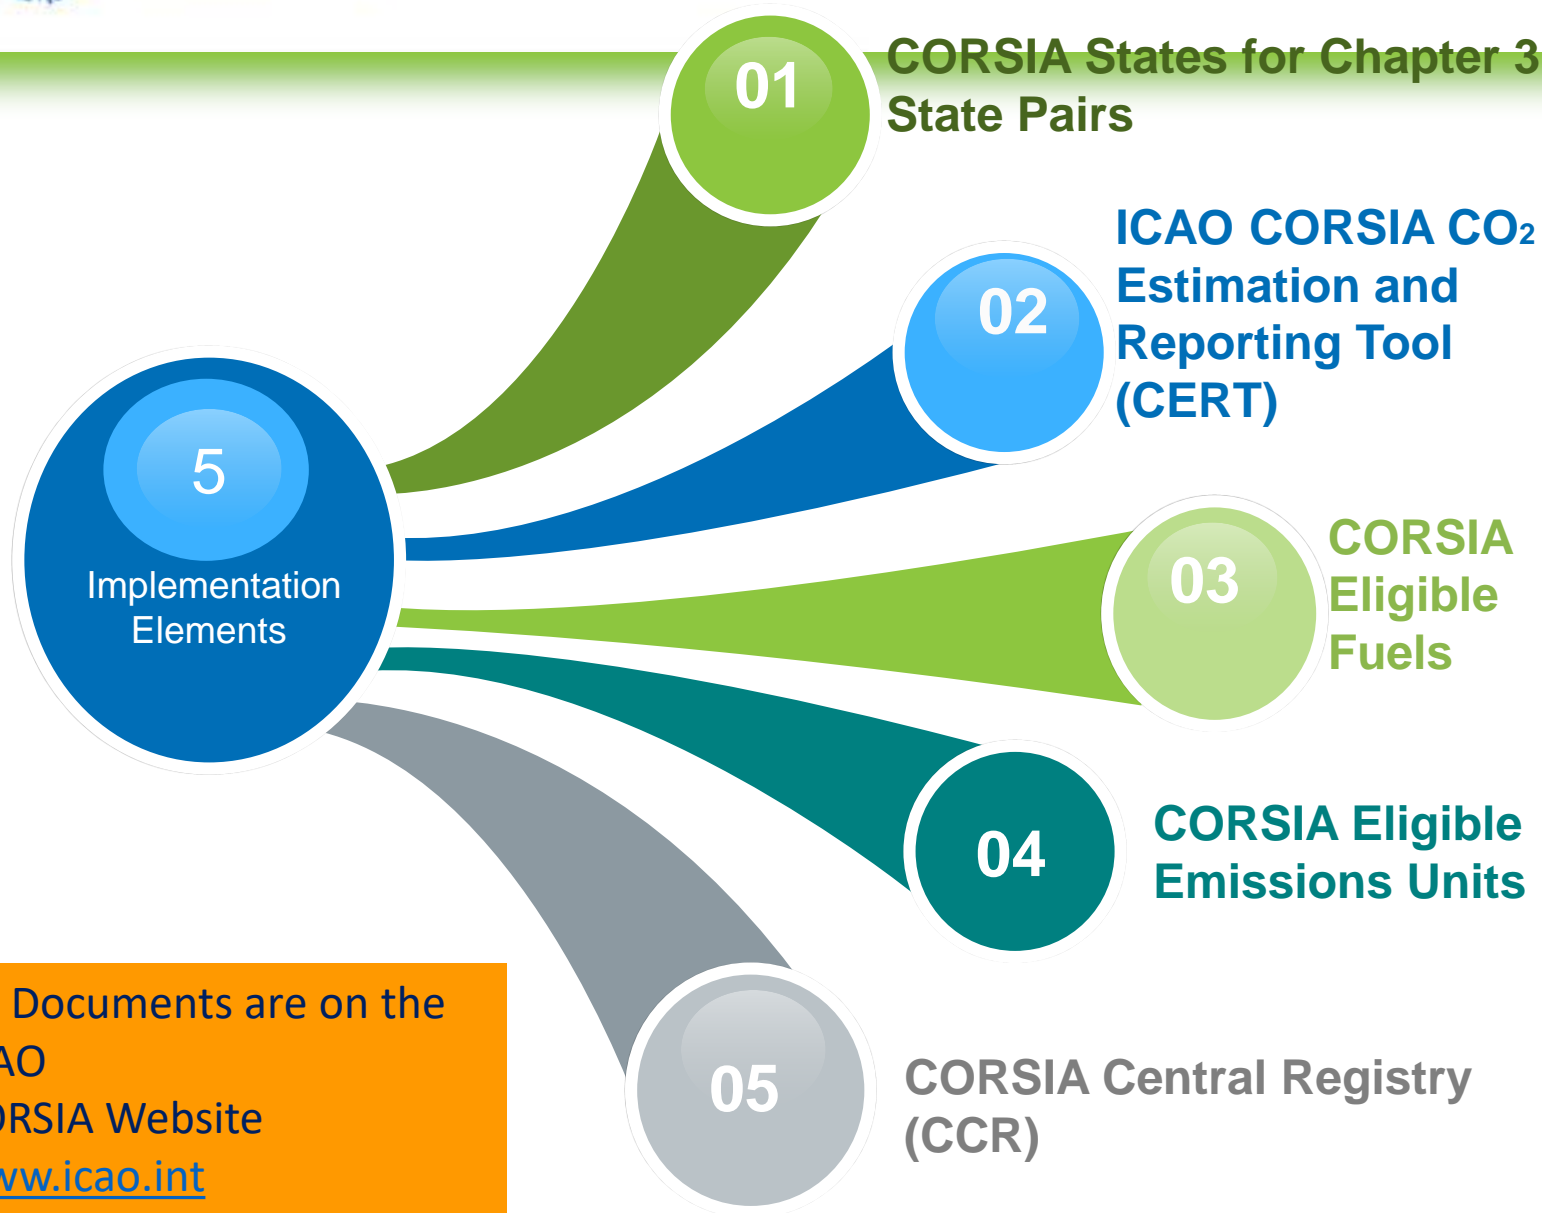 01
CORSIA States for Chapter 3
State Pairs
02
ICAO CORSIA CO₂
Estimation and
Reporting Tool
(CERT)
5
Implementation
Elements
03
CORSIA
Eligible
Fuels
04
CORSIA Eligible
Emissions Units
05
CORSIA Central Registry
(CCR)
Documents are on the
AO
ORSIA Website
ww.icao.int